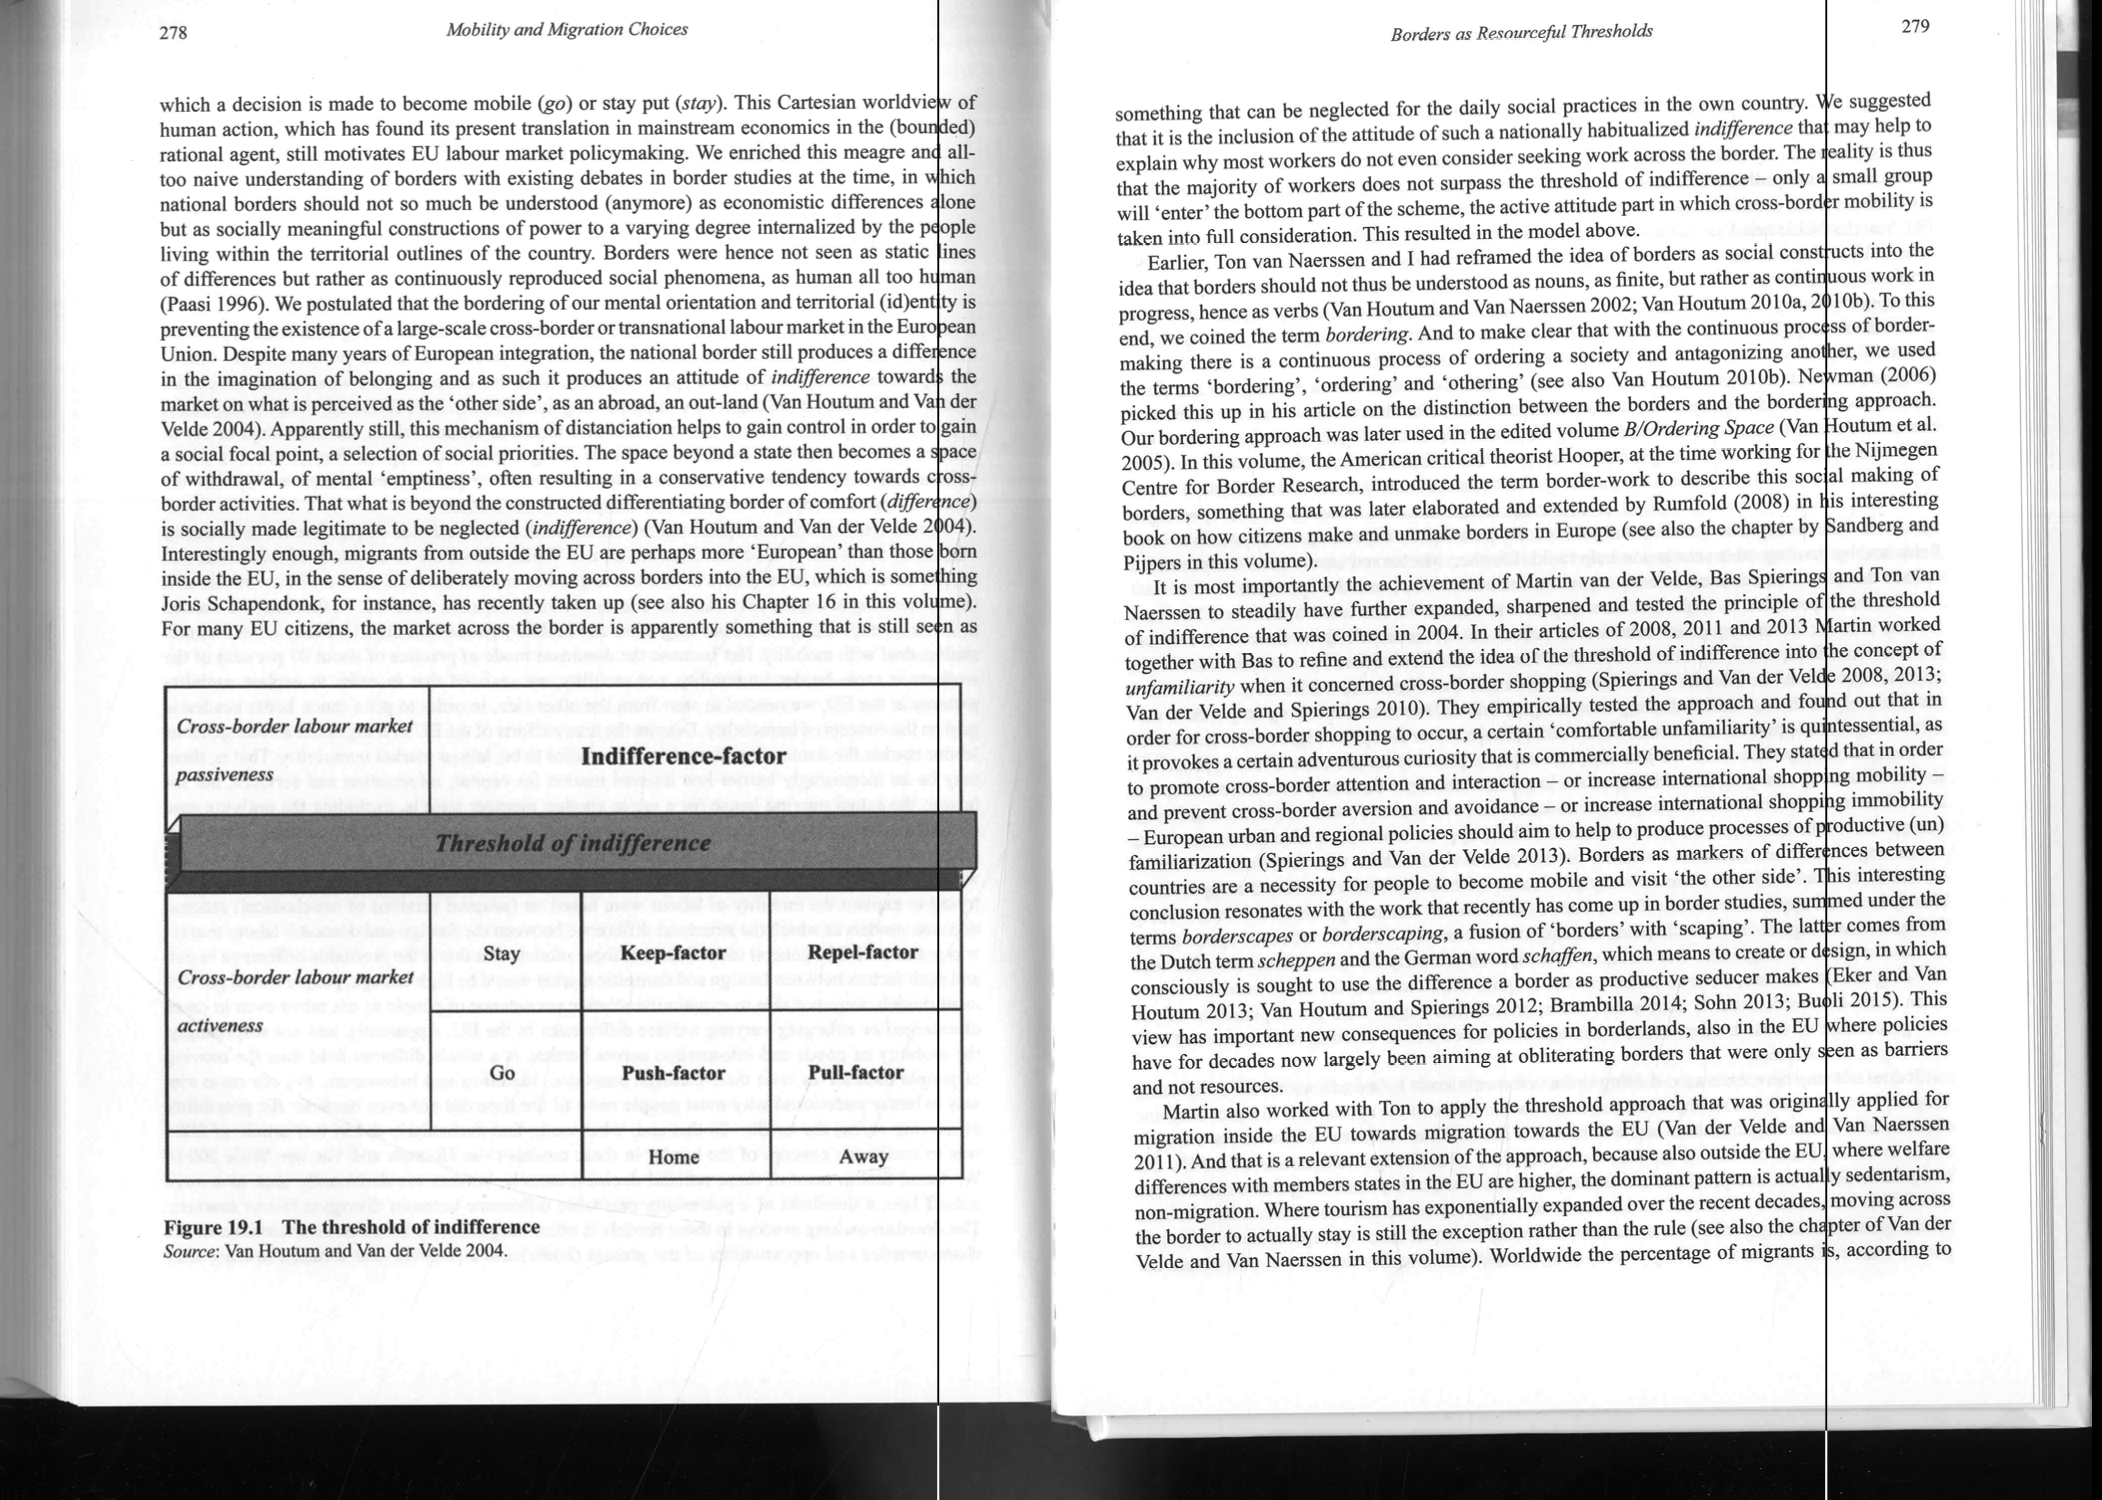 278
Mobility and Migration Choices
which a decision is made to become mobile (go) or stay put (stay). This Cartesian worldview of
human action, which has found its present translation in mainstream economics in the (bounded)
rational agent, still motivates EU labour market policymaking. We enriched this meagre and all-
too naive understanding of borders with existing debates in border studies at the time, in which
national borders should not so much be understood (anymore) as economistic differences alone
but as socially meaningful constructions of power to a varying degree internalized by the people
living within the territorial outlines of the country. Borders were hence not seen as static lines
of differences but rather as continuously reproduced social phenomena, as human all too human
(Paasi 1996). We postulated that the bordering of our mental orientation and territorial (id)entity is
preventing the existence of a large-scale cross-border or transnational labour market in the European
Union. Despite many years of European integration, the national border still produces a difference
in the imagination of belonging and as such it produces an attitude of indifference towards the
market on what is perceived as the ‘other side’, as an abroad, an out-land (Van Houtum and Van der
Velde 2004). Apparently still, this mechanism of distanciation helps to gain control in order to gain
a social focal point, a selection of social priorities. The space beyond a state then becomes a space
of withdrawal, of mental ‘emptiness’, often resulting in a conservative tendency towards cross-
border activities. That what is beyond the constructed differentiating border of comfort (difference)
is socially made legitimate to be neglected (indifference) (Van Houtum and Van der Velde 2004).
Interestingly enough, migrants from outside the EU are perhaps more ‘European’ than those born
inside the EU, in the sense of deliberately moving across borders into the EU, which is something
Joris Schapendonk, for instance, has recently taken up (see also his Chapter 16 in this volume).
For many EU citizens, the market across the border is apparently something that is still seen as
Cross-border labour market
passiveness
Indifference-factor
Threshold of indifference
Cross-border labour market
activeness
Stay
Keep-factor
Repel-factor
Go
Push-factor
Pull-factor
Home
Away
Figure 19.1 The threshold of indifference
Source: Van Houtum and Van der Velde 2004.
Borders as Resourceful Thresholds
279
something that can be neglected for the daily social practices in the own country. We suggested
that it is the inclusion of the attitude of such a nationally habitualized indifference that may help to
explain why most workers do not even consider seeking work across the border. The reality is thus
that the majority of workers does not surpass the threshold of indifference – only a small group
will ‘enter’ the bottom part of the scheme, the active attitude part in which cross-border mobility is
taken into full consideration. This resulted in the model above.
Earlier, Ton van Naerssen and I had reframed the idea of borders as social constructs into the
idea that borders should not thus be understood as nouns, as finite, but rather as continuous work in
progress, hence as verbs (Van Houtum and Van Naerssen 2002; Van Houtum 2010a, 2010b). To this
end, we coined the term bordering. And to make clear that with the continuous process of border-
making there is a continuous process of ordering a society and antagonizing another, we used
the terms ‘bordering’, ‘ordering’ and ‘othering’ (see also Van Houtum 2010b). Newman (2006)
picked this up in his article on the distinction between the borders and the bordering approach.
Our bordering approach was later used in the edited volume B/Ordering Space (Van Houtum et al.
2005). In this volume, the American critical theorist Hooper, at the time working for the Nijmegen
Centre for Border Research, introduced the term border-work to describe this social making of
borders, something that was later elaborated and extended by Rumfold (2008) in his interesting
book on how citizens make and unmake borders in Europe (see also the chapter by Sandberg and
Pijpers in this volume).
It is most importantly the achievement of Martin van der Velde, Bas Spierings and Ton van
Naerssen to steadily have further expanded, sharpened and tested the principle of the threshold
of indifference that was coined in 2004. In their articles of 2008, 2011 and 2013 Martin worked
together with Bas to refine and extend the idea of the threshold of indifference into the concept of
unfamiliarity when it concerned cross-border shopping (Spierings and Van der Velde 2008, 2013;
Van der Velde and Spierings 2010). They empirically tested the approach and found out that in
order for cross-border shopping to occur, a certain ‘comfortable unfamiliarity’ is quintessential, as
it provokes a certain adventurous curiosity that is commercially beneficial. They stated that in order
to promote cross-border attention and interaction – or increase international shopping mobility –
and prevent cross-border aversion and avoidance – or increase international shopping immobility
– European urban and regional policies should aim to help to produce processes of productive (un)
familiarization (Spierings and Van der Velde 2013). Borders as markers of differences between
countries are a necessity for people to become mobile and visit ‘the other side’. This interesting
conclusion resonates with the work that recently has come up in border studies, summed under the
terms borderscapes or borderscaping, a fusion of ‘borders’ with ‘scaping’. The latter comes from
the Dutch term scheppen and the German word schaffen, which means to create or design, in which
consciously is sought to use the difference a border as productive seducer makes (Eker and Van
Houtum 2013; Van Houtum and Spierings 2012; Brambilla 2014; Sohn 2013; Buoli 2015). This
view has important new consequences for policies in borderlands, also in the EU where policies
have for decades now largely been aiming at obliterating borders that were only seen as barriers
and not resources.
Martin also worked with Ton to apply the threshold approach that was originally applied for
migration inside the EU towards migration towards the EU (Van der Velde and Van Naerssen
2011). And that is a relevant extension of the approach, because also outside the EU, where welfare
differences with members states in the EU are higher, the dominant pattern is actually sedentarism,
non-migration. Where tourism has exponentially expanded over the recent decades, moving across
the border to actually stay is still the exception rather than the rule (see also the chapter of Van der
Velde and Van Naerssen in this volume). Worldwide the percentage of migrants is, according to